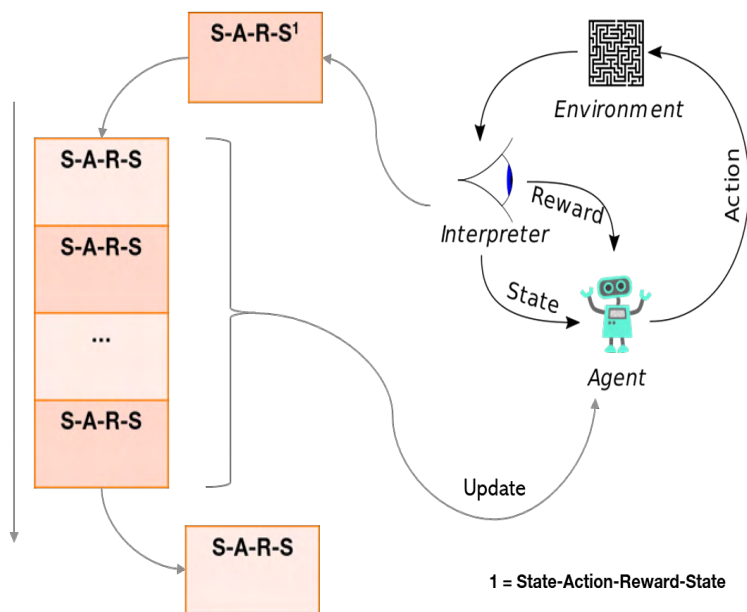 S-A-R-S¹
Environment
S-A-R-S
Action
Reward
Interpreter
S-A-R-S
State
...
Agent
S-A-R-S
Update
S-A-R-S
1 = State-Action-Reward-State